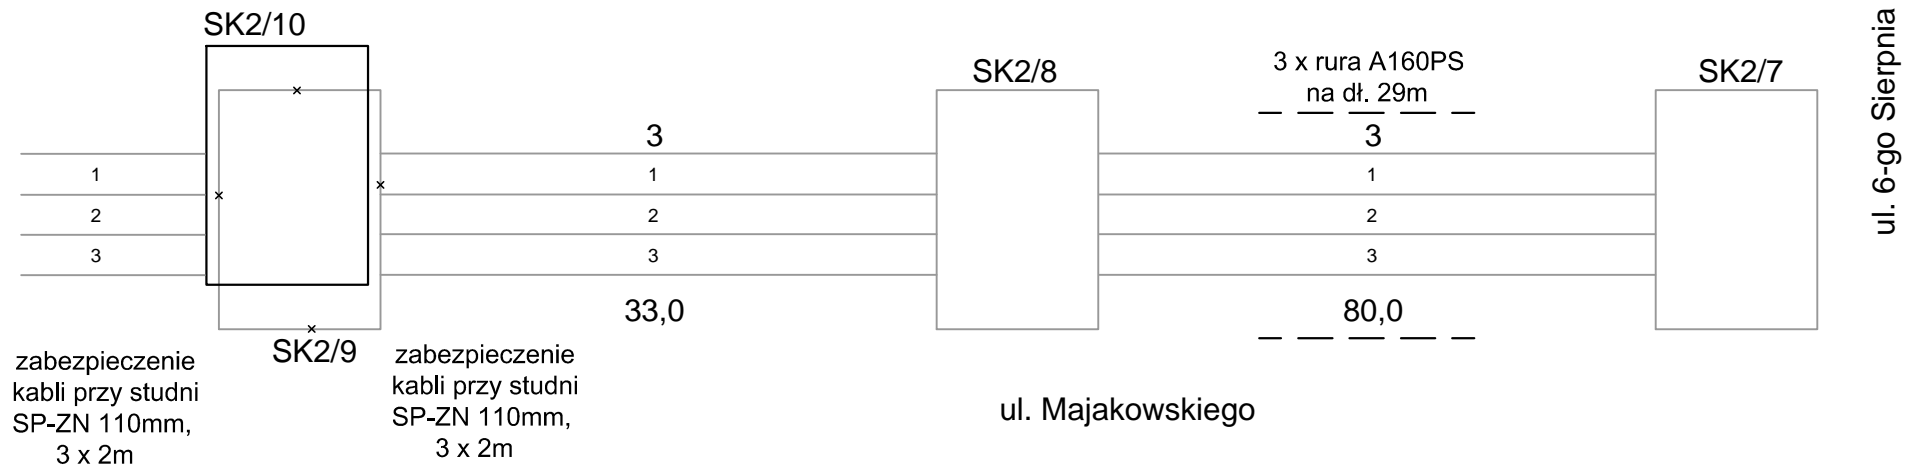 SK2/10
SK2/8
3 x rura A160PS
na dł. 29m
SK2/7
ul. 6-go Sierpnia
3
3
1
1
1
2
2
2
3
3
3
33,0
80,0
SK2/9
zabezpieczenie
kabli przy studni
SP-ZN 110mm,
3 x 2m
zabezpieczenie
kabli przy studni
SP-ZN 110mm,
3 x 2m
ul. Majakowskiego